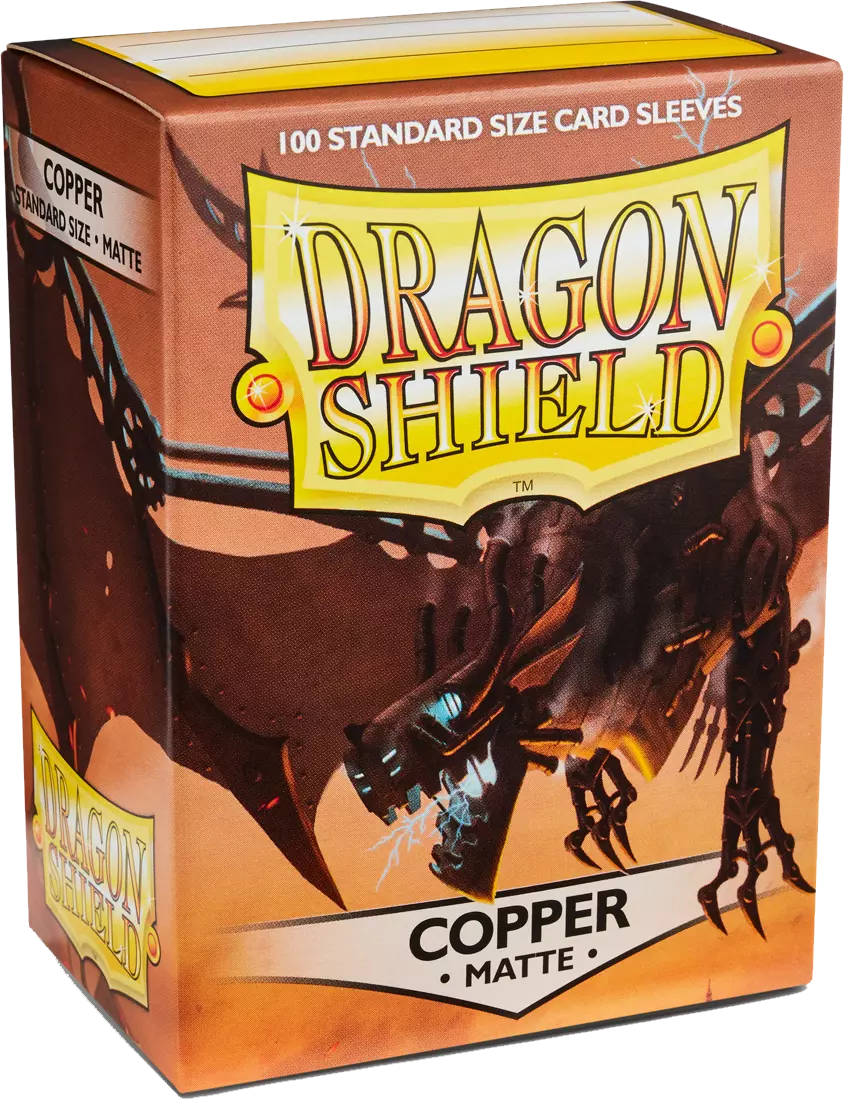 100 STANDARD SIZE CARD SLEEVES
DRAGON
SHIELD
TM
COPPER
• MATTE •
COPPER
STANDARD SIZE • MATTE
DRAGON
SHIELD